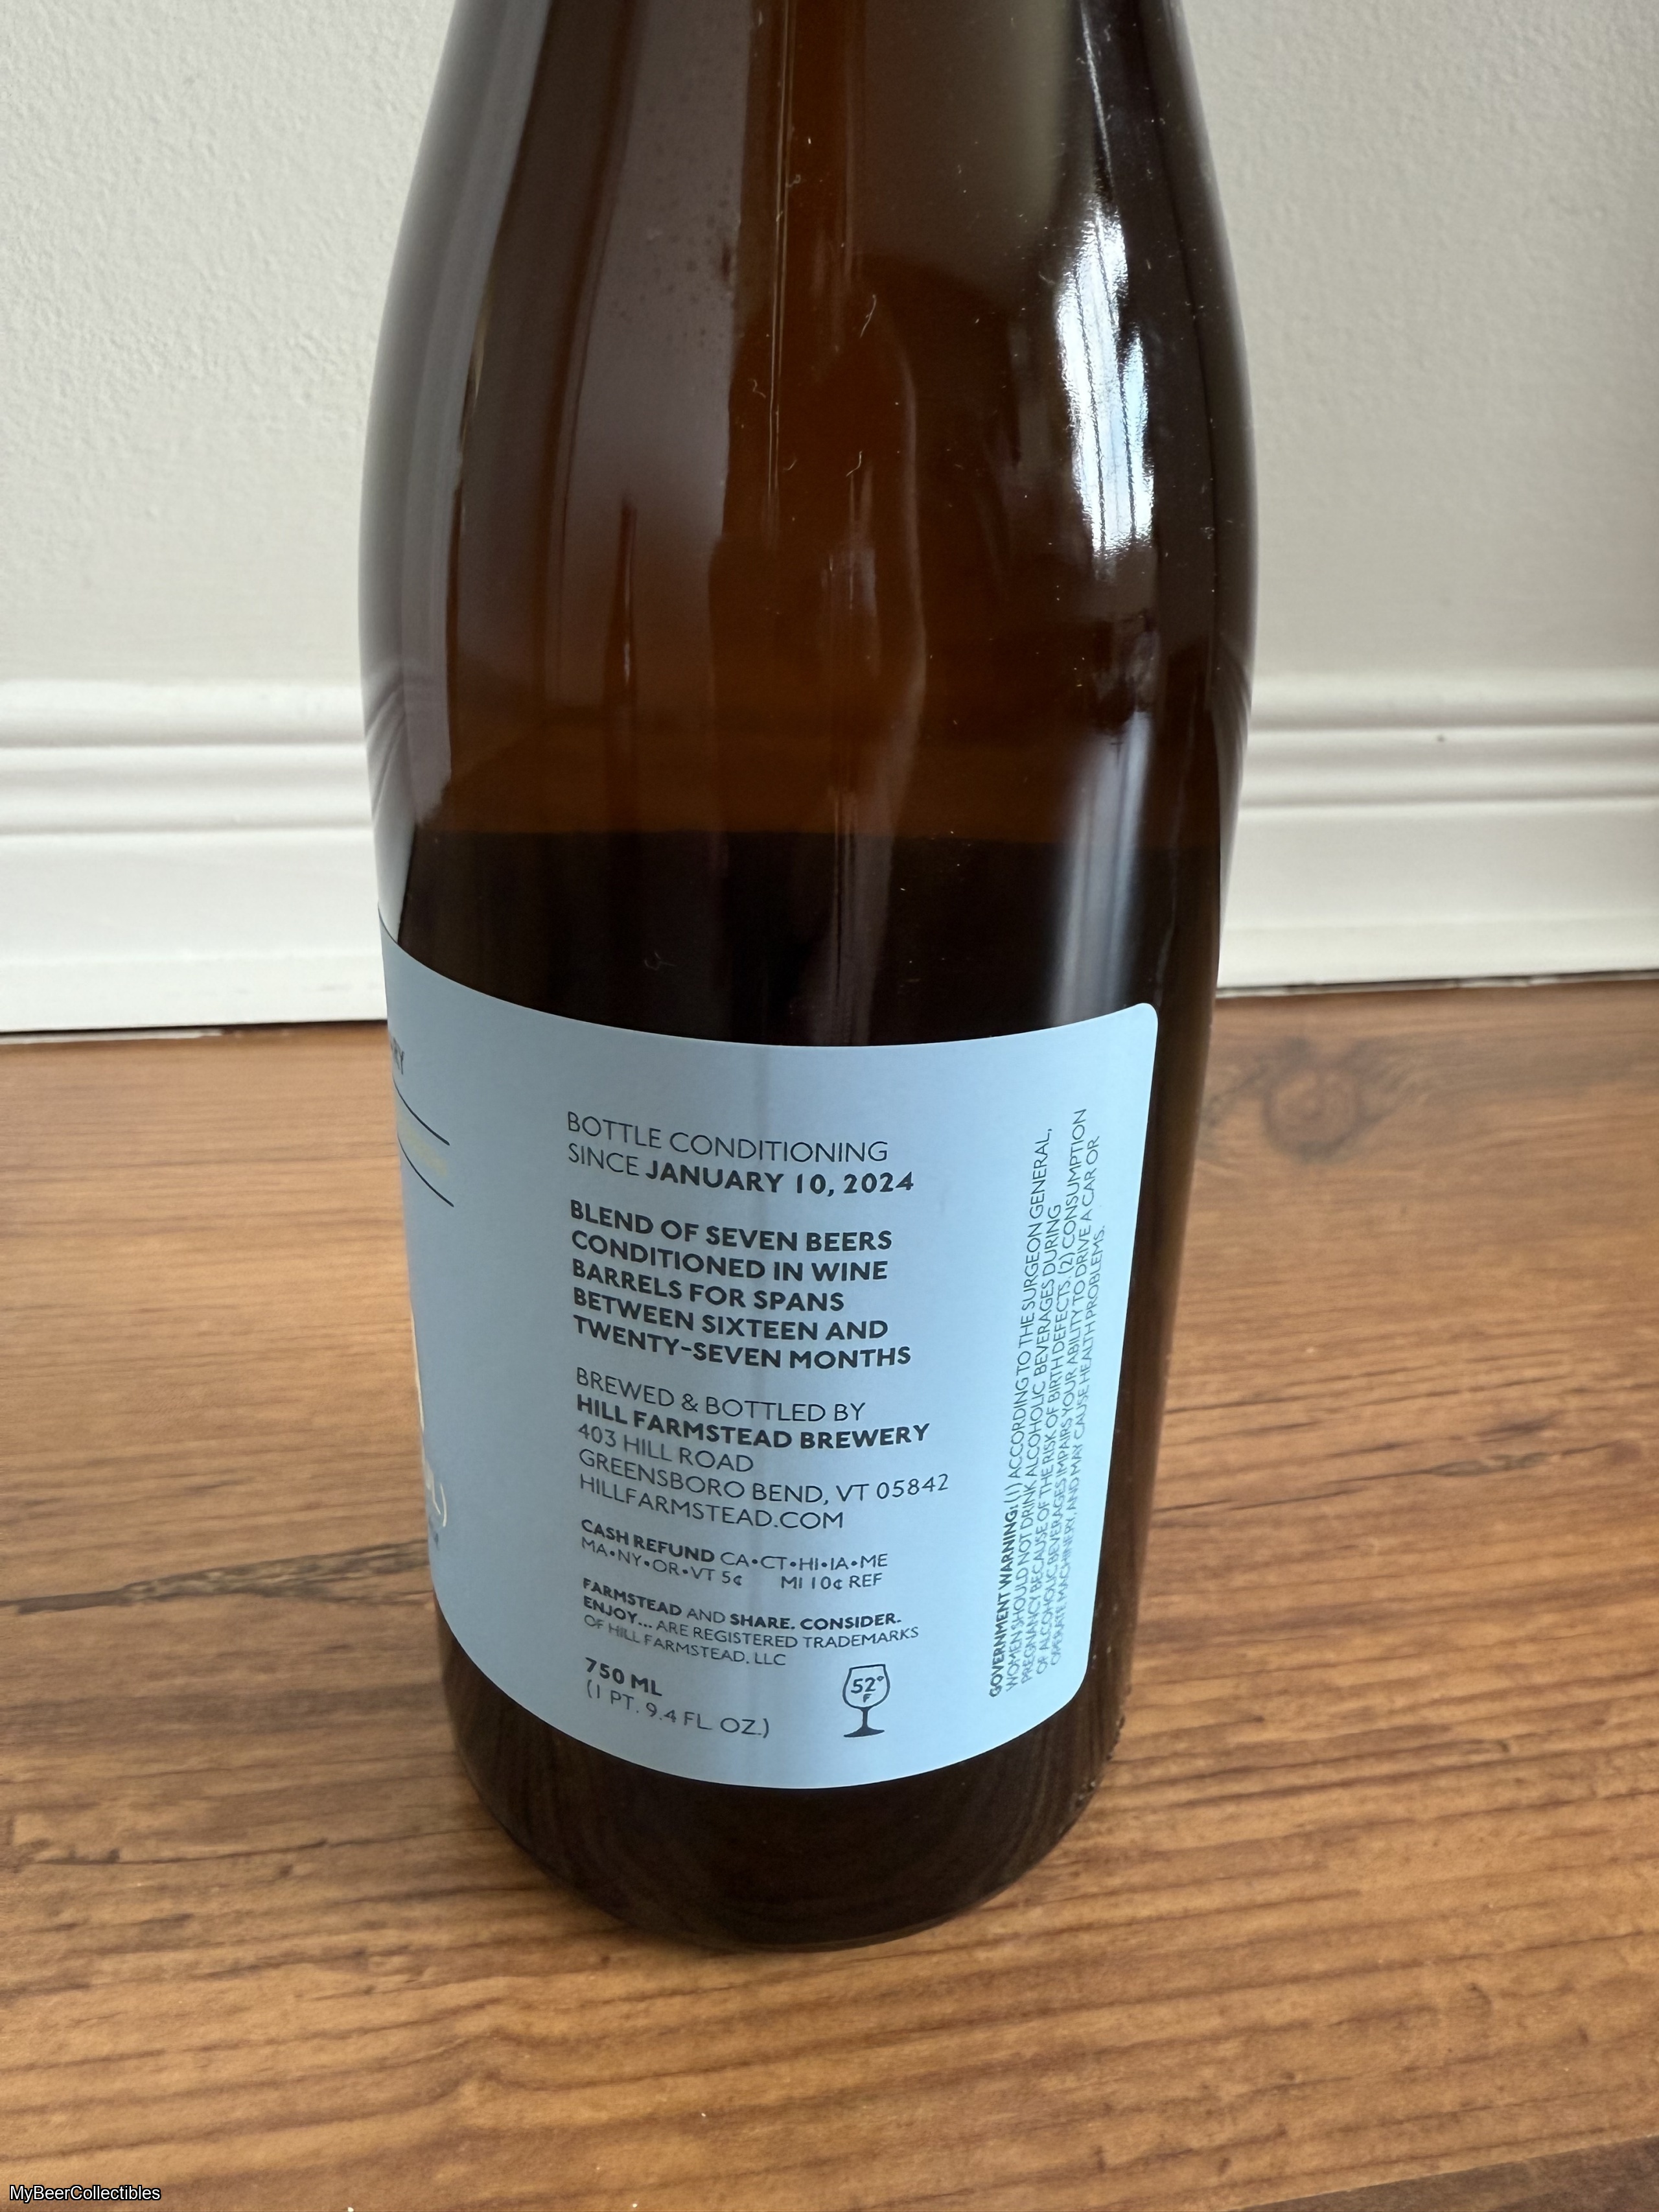 BOTTLE CONDITIONING
SINCE JANUARY 10, 2024
BLEND OF SEVEN BEERS
CONDITIONED IN WINE
BARRELS FOR SPANS
BETWEEN SIXTEEN AND
TWENTY-SEVEN MONTHS
BREWED & BOTTLED BY
HILL FARMSTEAD BREWERY
403 HILL ROAD
GREENSBORO BEND, VT 05842
HILLFARMSTEAD.COM
CASH REFUND CA•CT•HI•IA•ME
MA•NY•OR•VT 5¢ MI 10¢ REF
FARMSTEAD AND SHARE. CONSIDER.
ENJOY... ARE REGISTERED TRADEMARKS
OF HILL FARMSTEAD, LLC
750 ML
(1 PT. 9.4 FL. OZ.)
52°
F
GOVERNMENT WARNING: (1) ACCORDING TO THE SURGEON GENERAL,
WOMEN SHOULD NOT DRINK ALCOHOLIC BEVERAGES DURING
PREGNANCY BECAUSE OF THE RISK OF BIRTH DEFECTS. (2) CONSUMPTION
OF ALCOHOLIC BEVERAGES IMPAIRS YOUR ABILITY TO DRIVE A CAR OR
OPERATE MACHINERY, AND MAY CAUSE HEALTH PROBLEMS.
MyBeerCollectibles